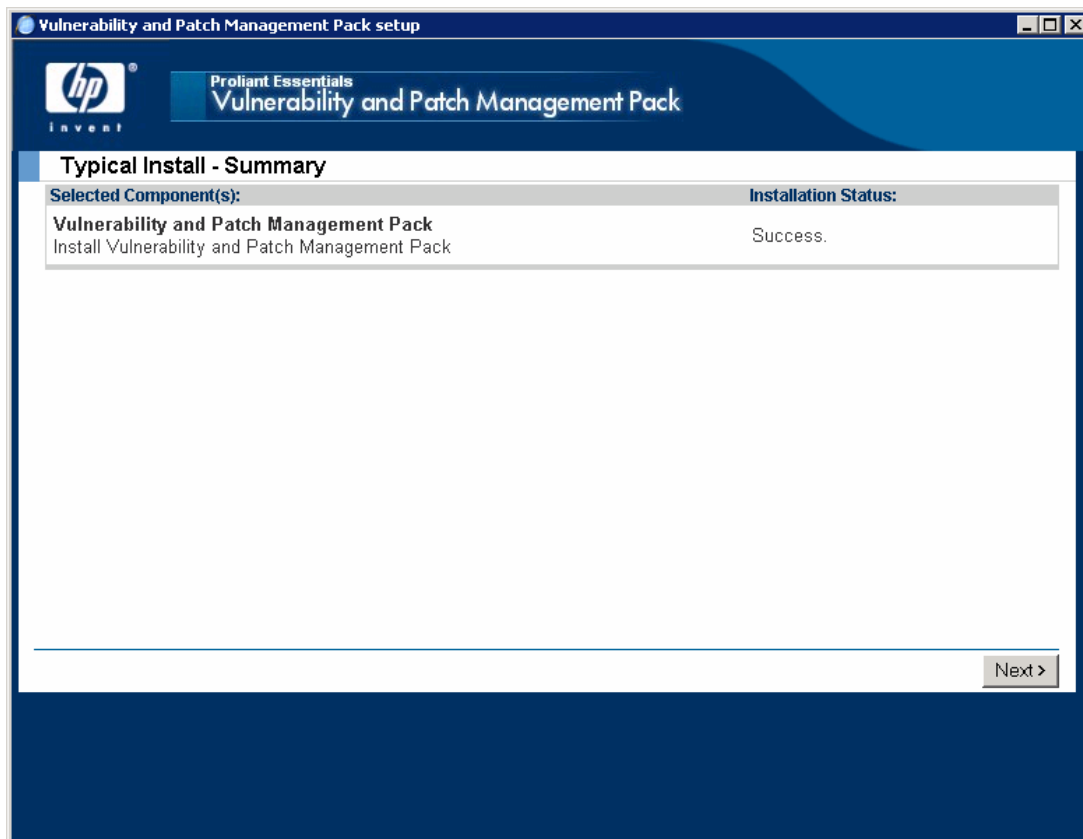 Vulnerability and Patch Management Pack setup
hp
®
invent
Proliant Essentials
Vulnerability and Patch Management Pack
Typical Install - Summary
Selected Component(s): Installation Status:
Vulnerability and Patch Management Pack
Install Vulnerability and Patch Management Pack
Success.
Next >